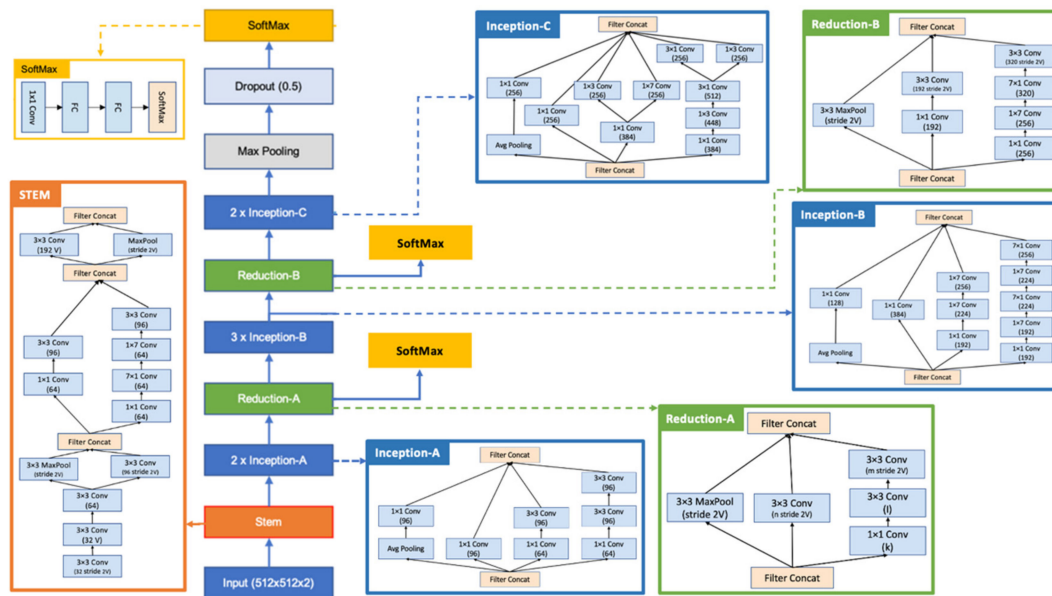 SoftMax
Dropout (0.5)
Max Pooling
2 x Inception-C
Reduction-B
SoftMax
3 x Inception-B
SoftMax
Reduction-A
2 x Inception-A
Stem
Input (512x512x2)
SoftMax
1x1 Conv
FC
FC
SoftMax
STEM
Filter Concat
3×3 Conv
(192 V)
MaxPool
(stride 2V)
Filter Concat
3×3 Conv
(96)
3×3 Conv
(96)
1×7 Conv
(64)
1×1 Conv
(64)
7×1 Conv
(64)
1×1 Conv
(64)
Filter Concat
3×3 MaxPool
(stride 2V)
3×3 Conv
(96 stride 2V)
3×3 Conv
(64)
3×3 Conv
(32 V)
3×3 Conv
(32 stride 2V)
Inception-C
Filter Concat
3×1 Conv
(256)
1×3 Conv
(256)
1×1 Conv
(256)
1×3 Conv
(256)
1×7 Conv
(256)
3×1 Conv
(512)
1×1 Conv
(256)
1×3 Conv
(448)
1×1 Conv
(384)
Avg Pooling
1×1 Conv
(384)
Filter Concat
Reduction-B
Filter Concat
3×3 Conv
(320 stride 2V)
3×3 Conv
(192 stride 2V)
7×1 Conv
(320)
3×3 MaxPool
(stride 2V)
1×1 Conv
(192)
1×7 Conv
(256)
1×1 Conv
(256)
Filter Concat
Inception-B
Filter Concat
7×1 Conv
(256)
1×7 Conv
(256)
1×7 Conv
(224)
1×1 Conv
(128)
1×1 Conv
(384)
1×7 Conv
(224)
7×1 Conv
(224)
1×7 Conv
(192)
Avg Pooling
1×1 Conv
(192)
1×1 Conv
(192)
Filter Concat
Inception-A
Filter Concat
3×3 Conv
(96)
1×1 Conv
(96)
3×3 Conv
(96)
3×3 Conv
(96)
Avg Pooling
1×1 Conv
(96)
1×1 Conv
(64)
1×1 Conv
(64)
Filter Concat
Reduction-A
Filter Concat
3×3 Conv
(m stride 2V)
3×3 MaxPool
(stride 2V)
3×3 Conv
(n stride 2V)
3×3 Conv
(l)
1×1 Conv
(k)
Filter Concat